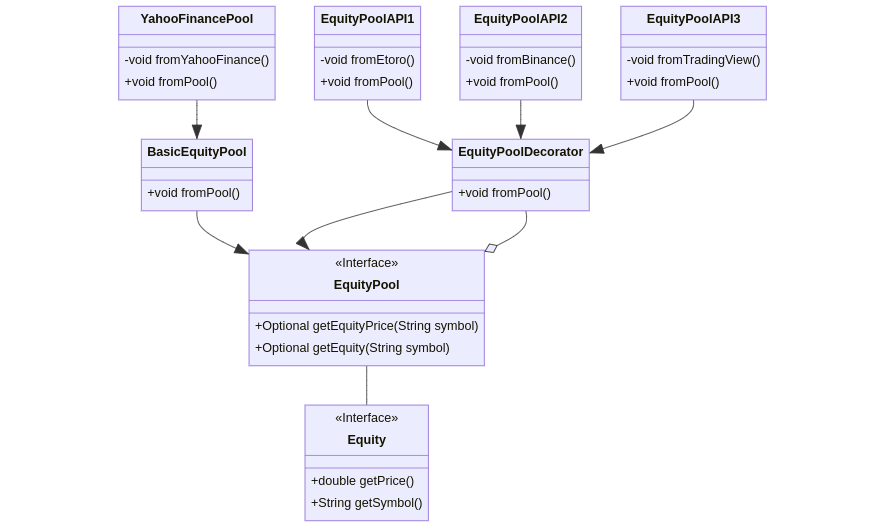 YahooFinancePool
-void fromYahooFinance()
+void fromPool()
EquityPoolAPI1
-void fromEtoro()
+void fromPool()
EquityPoolAPI2
-void fromBinance()
+void fromPool()
EquityPoolAPI3
-void fromTradingView()
+void fromPool()
BasicEquityPool
+void fromPool()
EquityPoolDecorator
+void fromPool()
«Interface»
EquityPool
+Optional getEquityPrice(String symbol)
+Optional getEquity(String symbol)
«Interface»
Equity
+double getPrice()
+String getSymbol()